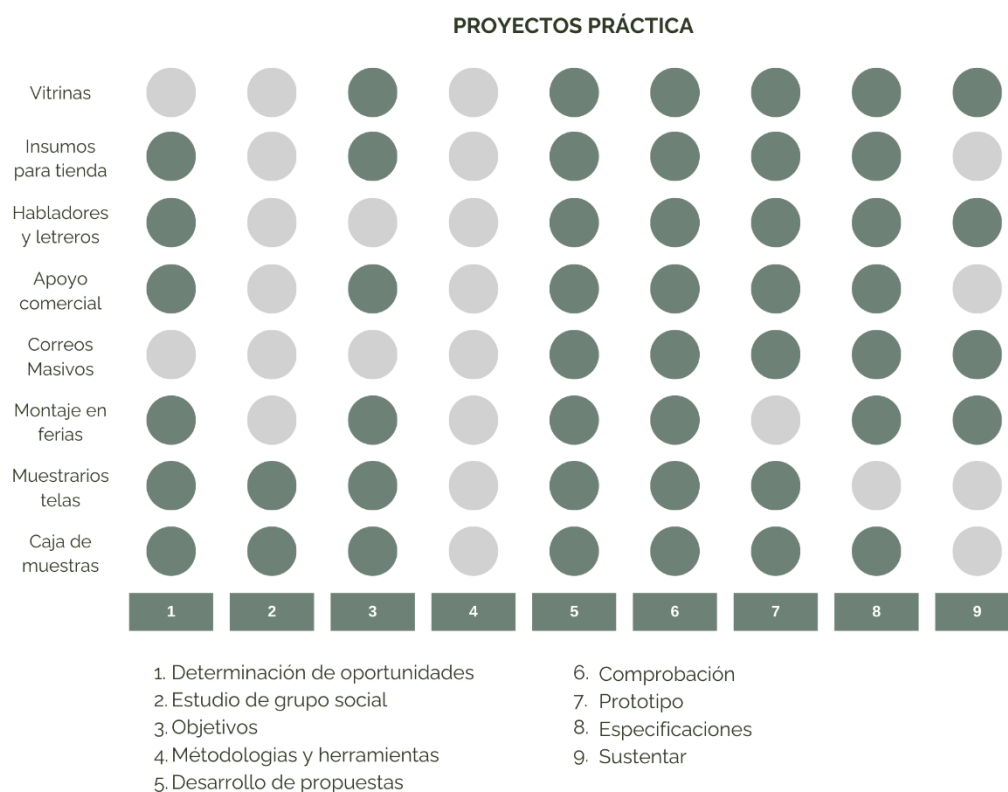 PROYECTOS PRÁCTICA
Vitrinas
Insumos
para tienda
Habladores
y letreros
Apoyo
comercial
Correos
Masivos
Montaje en
ferias
Muestrarios
telas
Caja de
muestras
1 2 3 4 5 6 7 8 9
1. Determinación de oportunidades
2. Estudio de grupo social
3. Objetivos
4. Métodologias y herramientas
5. Desarrollo de propuestas
6. Comprobación
7. Prototipo
8. Especificaciones
9. Sustentar